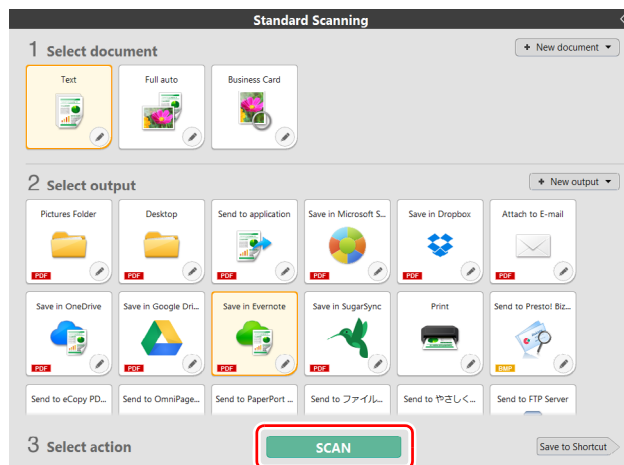 Standard Scanning
1 Select document
+ New document
Text
Full auto
Business Card
2 Select output
+ New output
Pictures Folder
Desktop
Send to application
Save in Microsoft S...
Save in Dropbox
Attach to E-mail
PDF
PDF
PDF
PDF
PDF
PDF
Save in OneDrive
Save in Google Dri...
Save in Evernote
Save in SugarSync
Print
Send to Presto! Biz...
PDF
PDF
PDF
PDF
BMP
Send to eCopy PD...
Send to OmniPage...
Send to PaperPort ...
Send to ファイル...
Send to やさしく...
Send to FTP Server
3 Select action
SCAN
Save to Shortcut